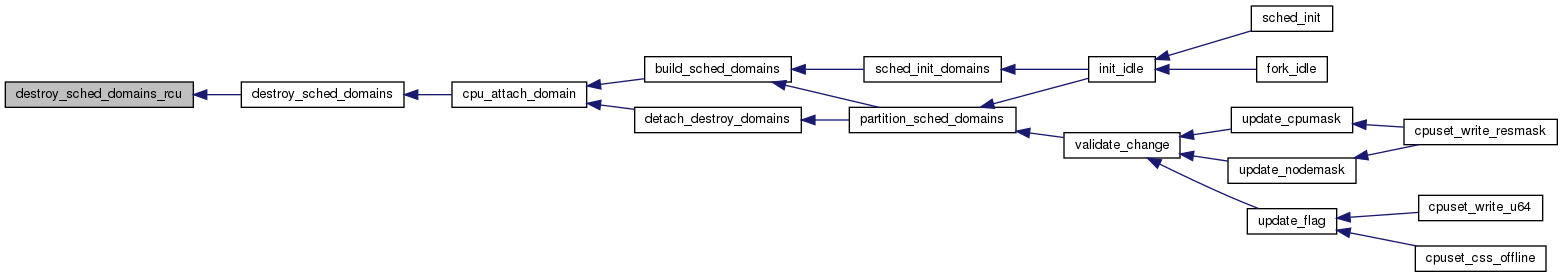 destroy_sched_domains_rcu
destroy_sched_domains
cpu_attach_domain
build_sched_domains
detach_destroy_domains
sched_init_domains
partition_sched_domains
init_idle
validate_change
sched_init
fork_idle
update_cpumask
update_nodemask
update_flag
cpuset_write_resmask
cpuset_write_u64
cpuset_css_offline